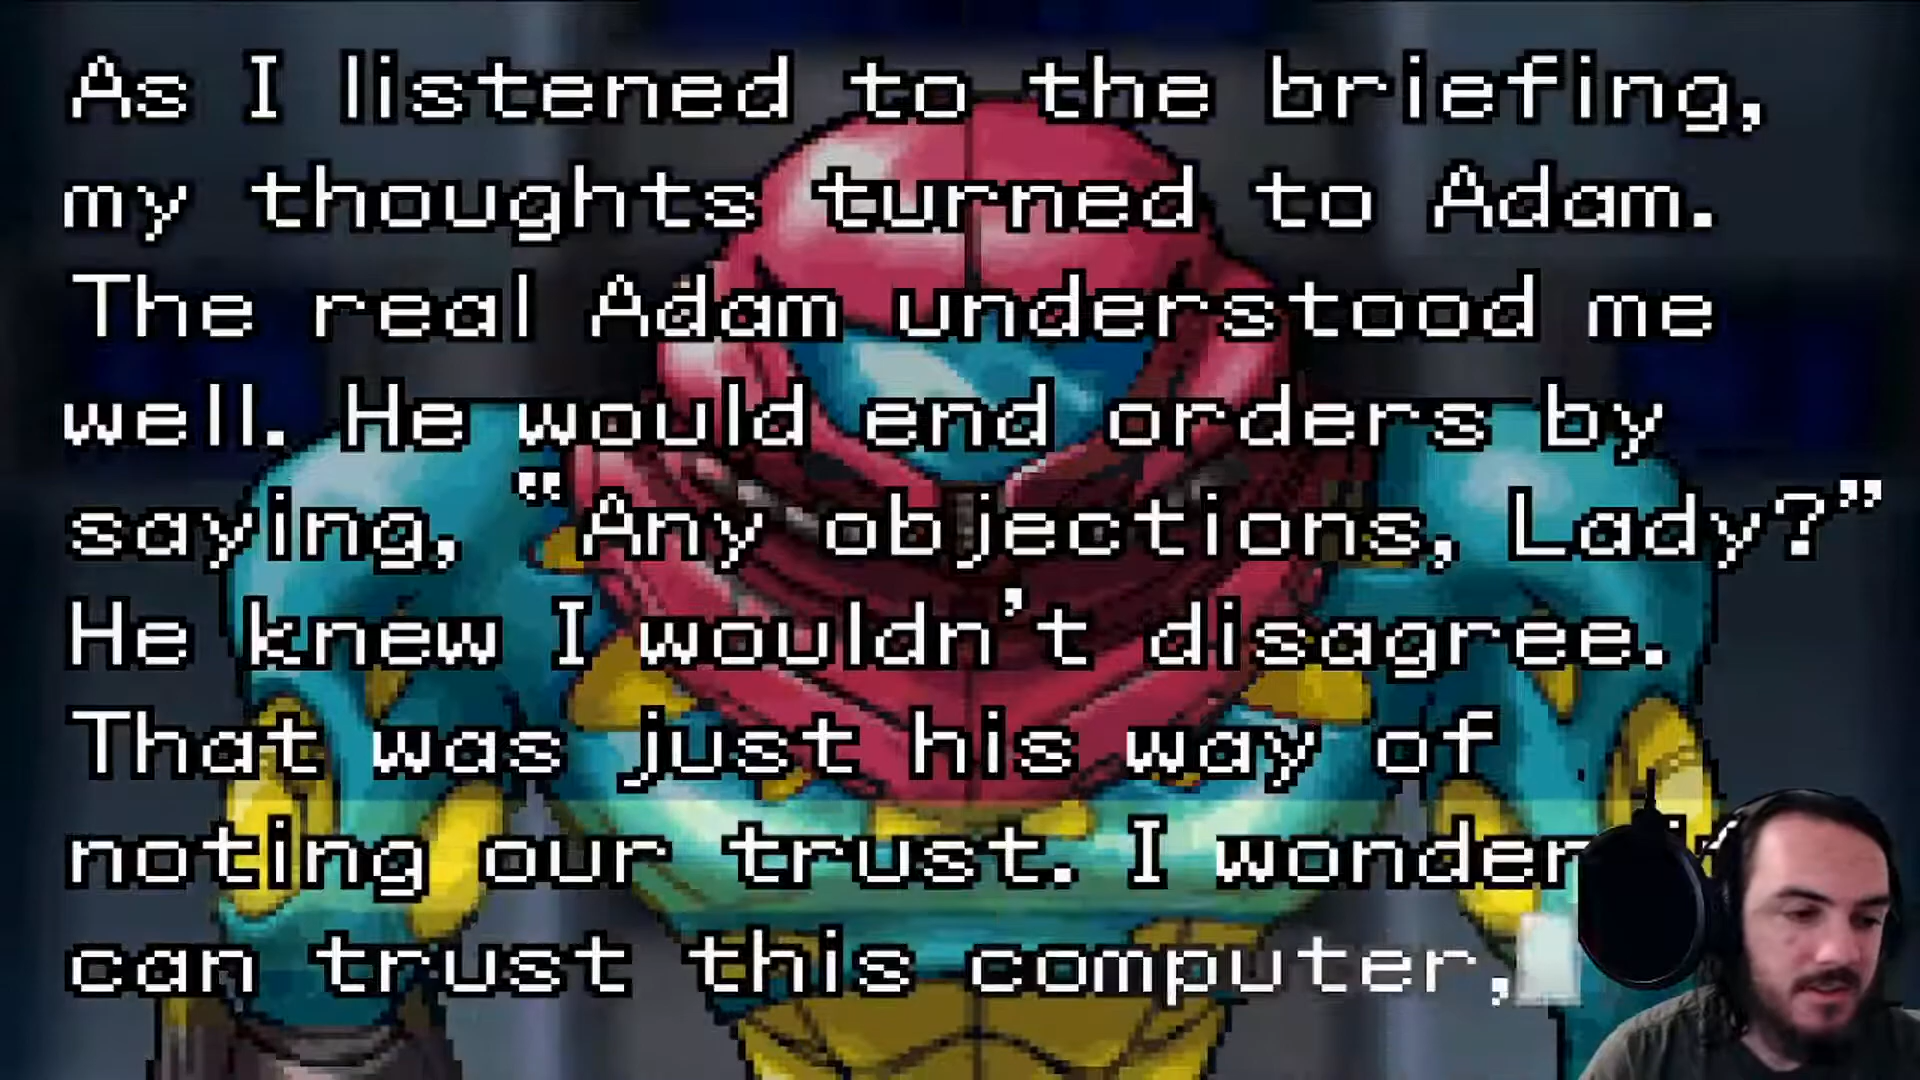 As I listened to the briefing,
my thoughts turned to Adam.
The real Adam understood me
well. He would end orders by
saying, “Any objections, Lady?”
He knew I wouldn't disagree.
That was just his way of
noting our trust. I wonder
can trust this computer,